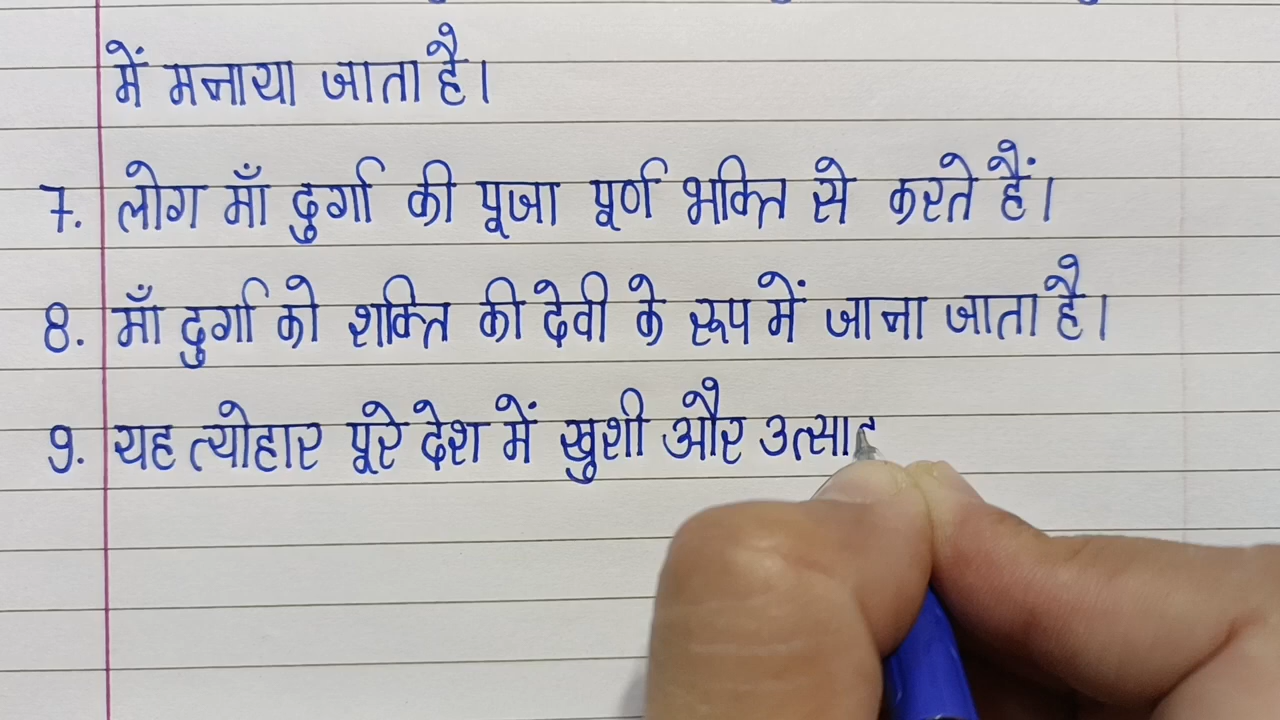 में मनाया जाता है।
7. लोग माँ दुर्गा की पूजा पूर्ण भक्ति से करते हैं।
8. माँ दुर्गा को शक्ति की देवी के रूप में जाना जाता है।
9. यह त्योहार पूरे देश में खुशी और